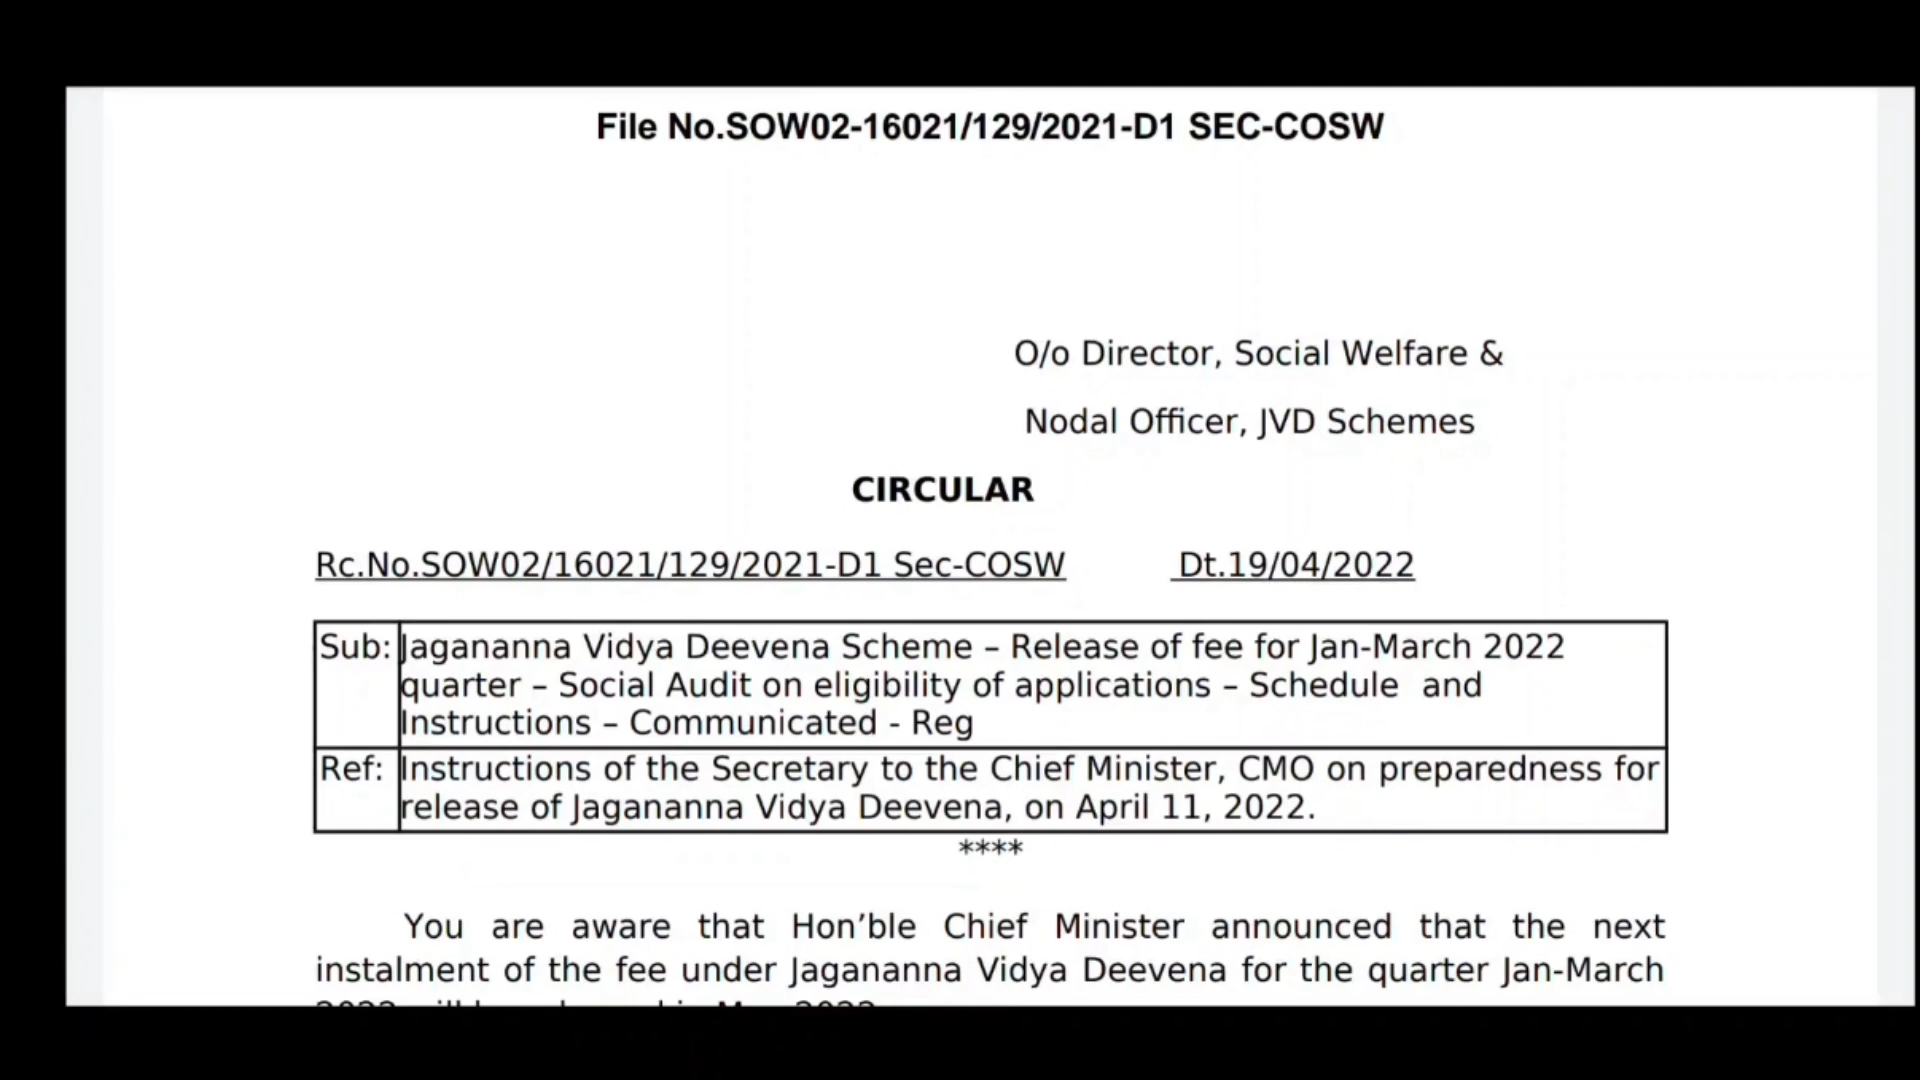 File No.SOW02-16021/129/2021-D1 SEC-COSW
O/o Director, Social Welfare &
Nodal Officer, JVD Schemes
CIRCULAR
Rc.No.SOW02/16021/129/2021-D1 Sec-COSW Dt.19/04/2022
Sub: Jagananna Vidya Deevena Scheme – Release of fee for Jan-March 2022
quarter – Social Audit on eligibility of applications – Schedule and
Instructions – Communicated - Reg
Ref: Instructions of the Secretary to the Chief Minister, CMO on preparedness for
release of Jagananna Vidya Deevena, on April 11, 2022.
****
You are aware that Hon’ble Chief Minister announced that the next
instalment of the fee under Jagananna Vidya Deevena for the quarter Jan-March